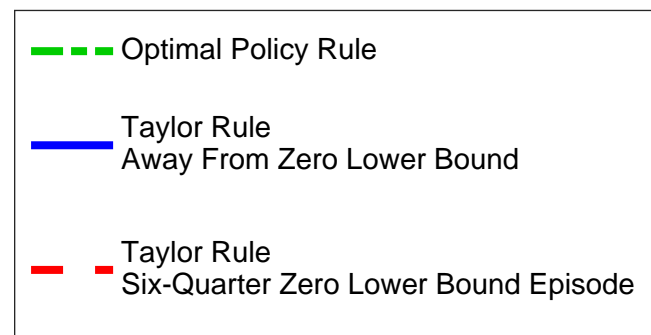 Optimal Policy Rule
Taylor Rule
Away From Zero Lower Bound
Taylor Rule
Six-Quarter Zero Lower Bound Episode